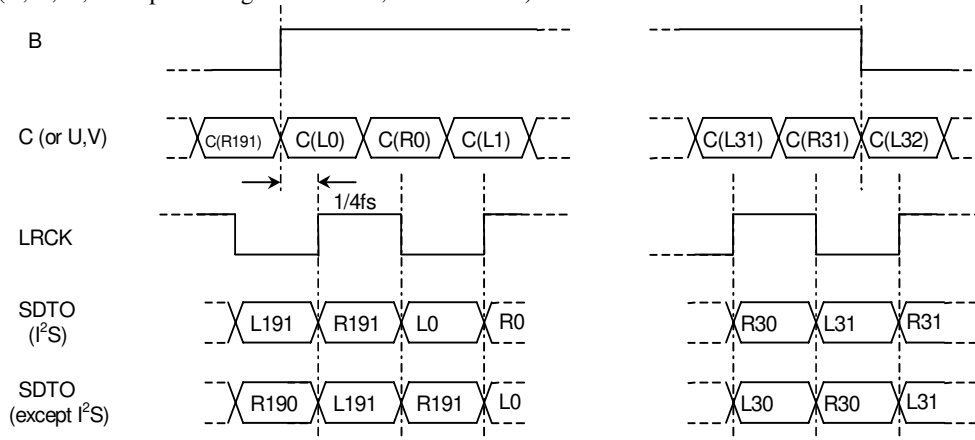 B
C (or U,V)
C(R191) C(L0) C(R0) C(L1) C(L31) C(R31) C(L32)
1/4fs
LRCK
SDTO
(I²S)
L191 R191 L0 R0 R30 L31 R31
SDTO
(except I²S)
R190 L191 R191 L0 L30 R30 L31